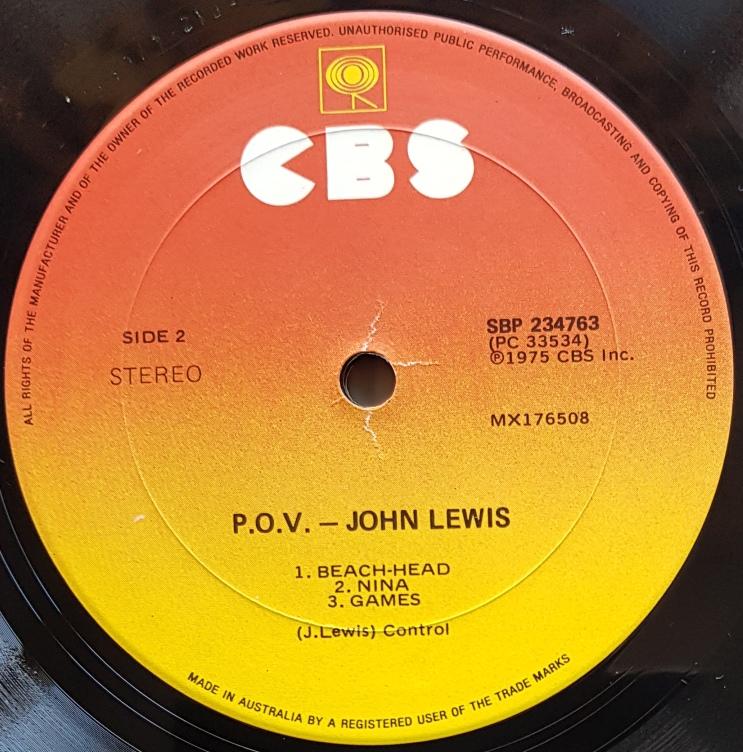 ALL RIGHTS OF THE MANUFACTURER AND OF THE OWNER OF THE RECORDED WORK RESERVED. UNAUTHORISED PUBLIC PERFORMANCE, BROADCASTING AND COPYING OF THIS RECORD PROHIBITED
CBS
SIDE 2
STEREO
SBP 234763
(PC 33534)
℗1975 CBS Inc.
MX176508
P.O.V. – JOHN LEWIS
1. BEACH-HEAD
2. NINA
3. GAMES
(J.Lewis) Control
MADE IN AUSTRALIA BY A REGISTERED USER OF THE TRADE MARKS